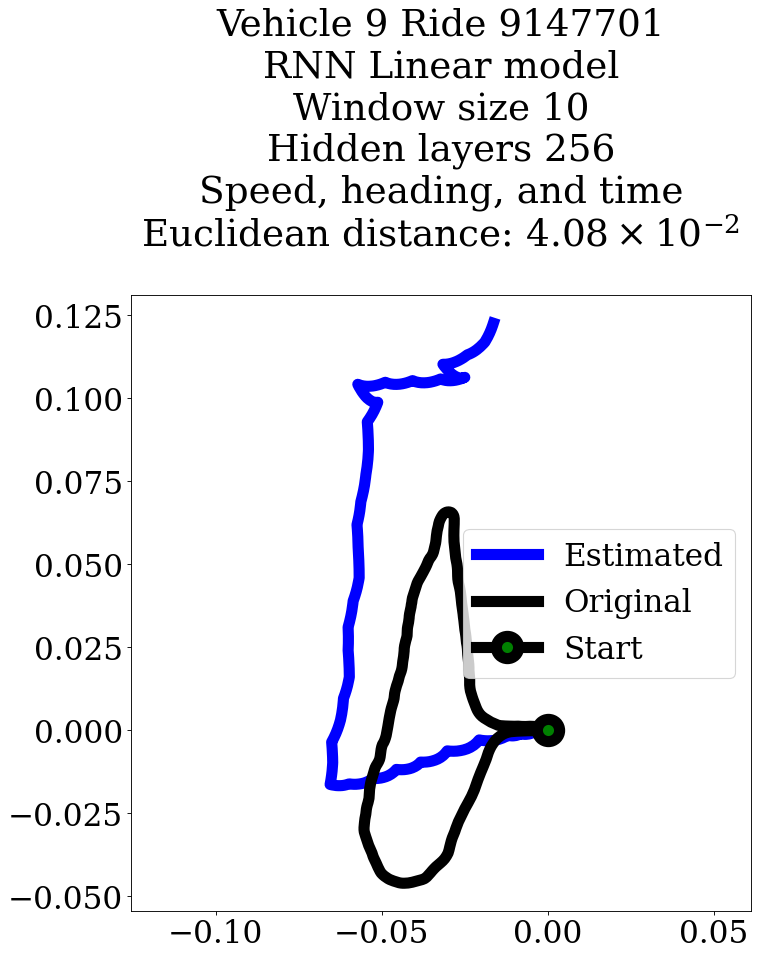 Vehicle 9 Ride 9147701
RNN Linear model
Window size 10
Hidden layers 256
Speed, heading, and time
Euclidean distance: 4.08 × 10⁻²
0.125
0.100
0.075
0.050
0.025
0.000
−0.025
−0.050
Estimated
Original
Start
−0.10
−0.05
0.00
0.05